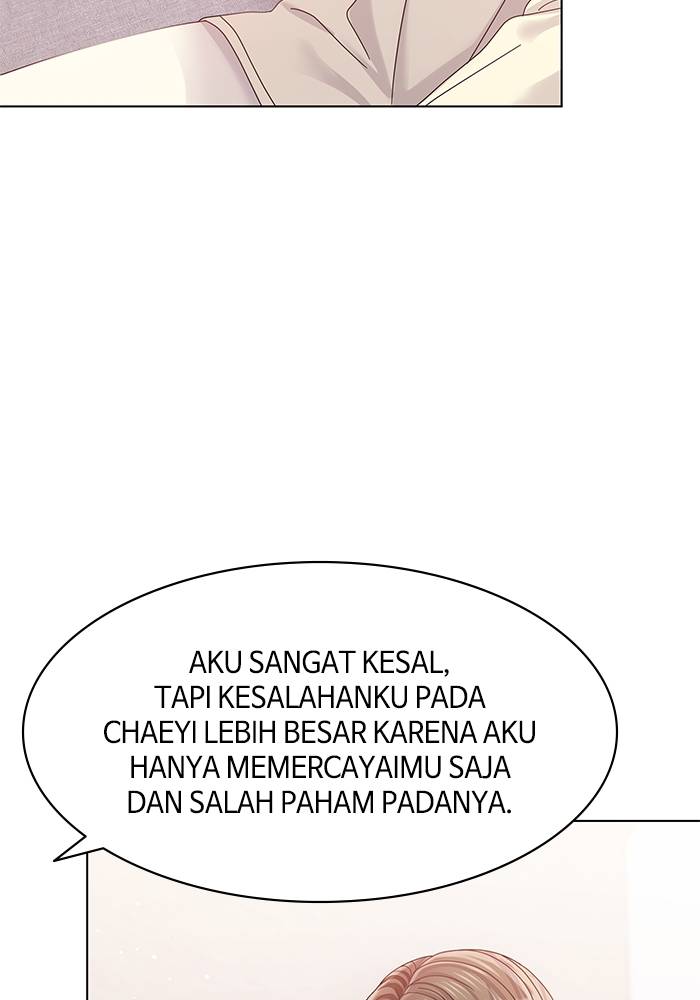 AKU SANGAT KESAL,
TAPI KESALAHANKU PADA
CHAEYI LEBIH BESAR KARENA AKU
HANYA MEMERCAYAIMU SAJA
DAN SALAH PAHAM PADANYA.